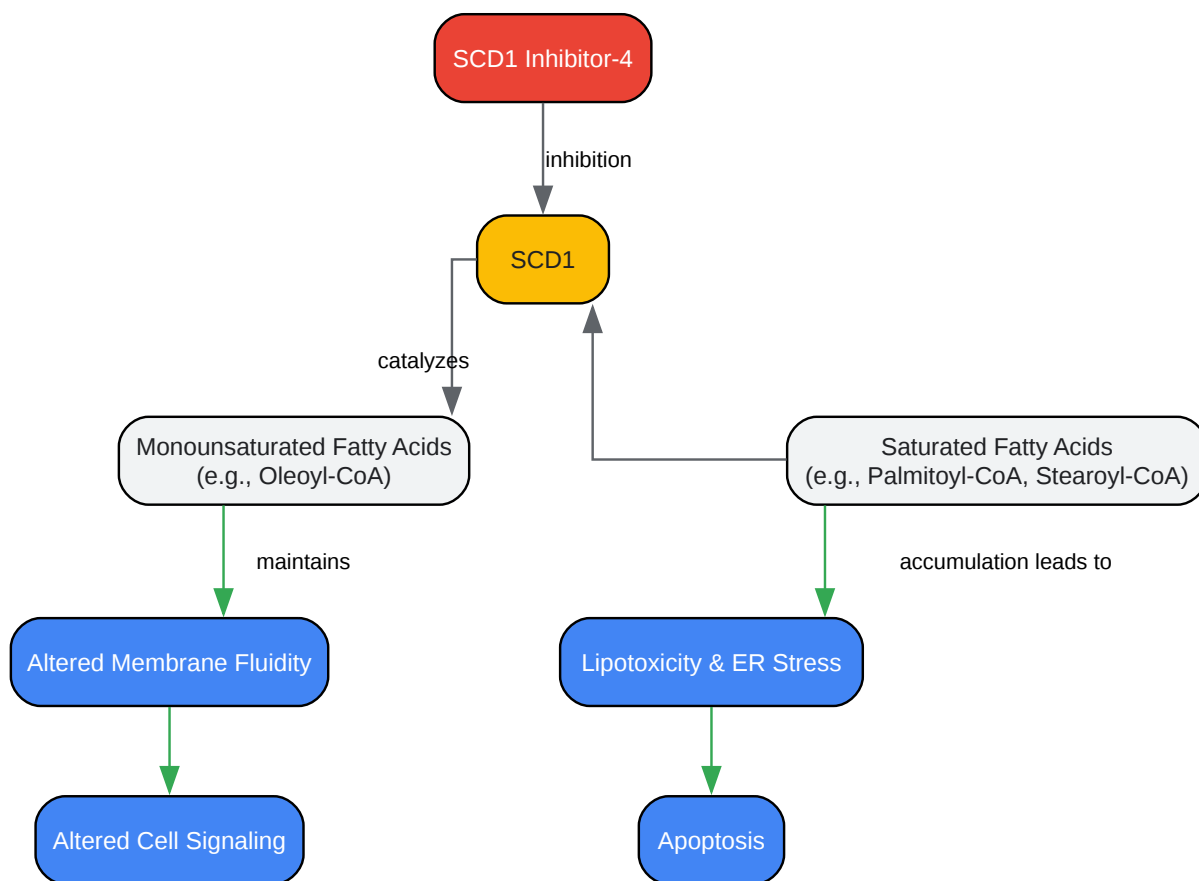 SCD1 Inhibitor-4
inhibition
SCD1
catalyzes
Monounsaturated Fatty Acids
(e.g., Oleoyl-CoA)
Saturated Fatty Acids
(e.g., Palmitoyl-CoA, Stearoyl-CoA)
maintains
accumulation leads to
Altered Membrane Fluidity
Lipotoxicity & ER Stress
Altered Cell Signaling
Apoptosis